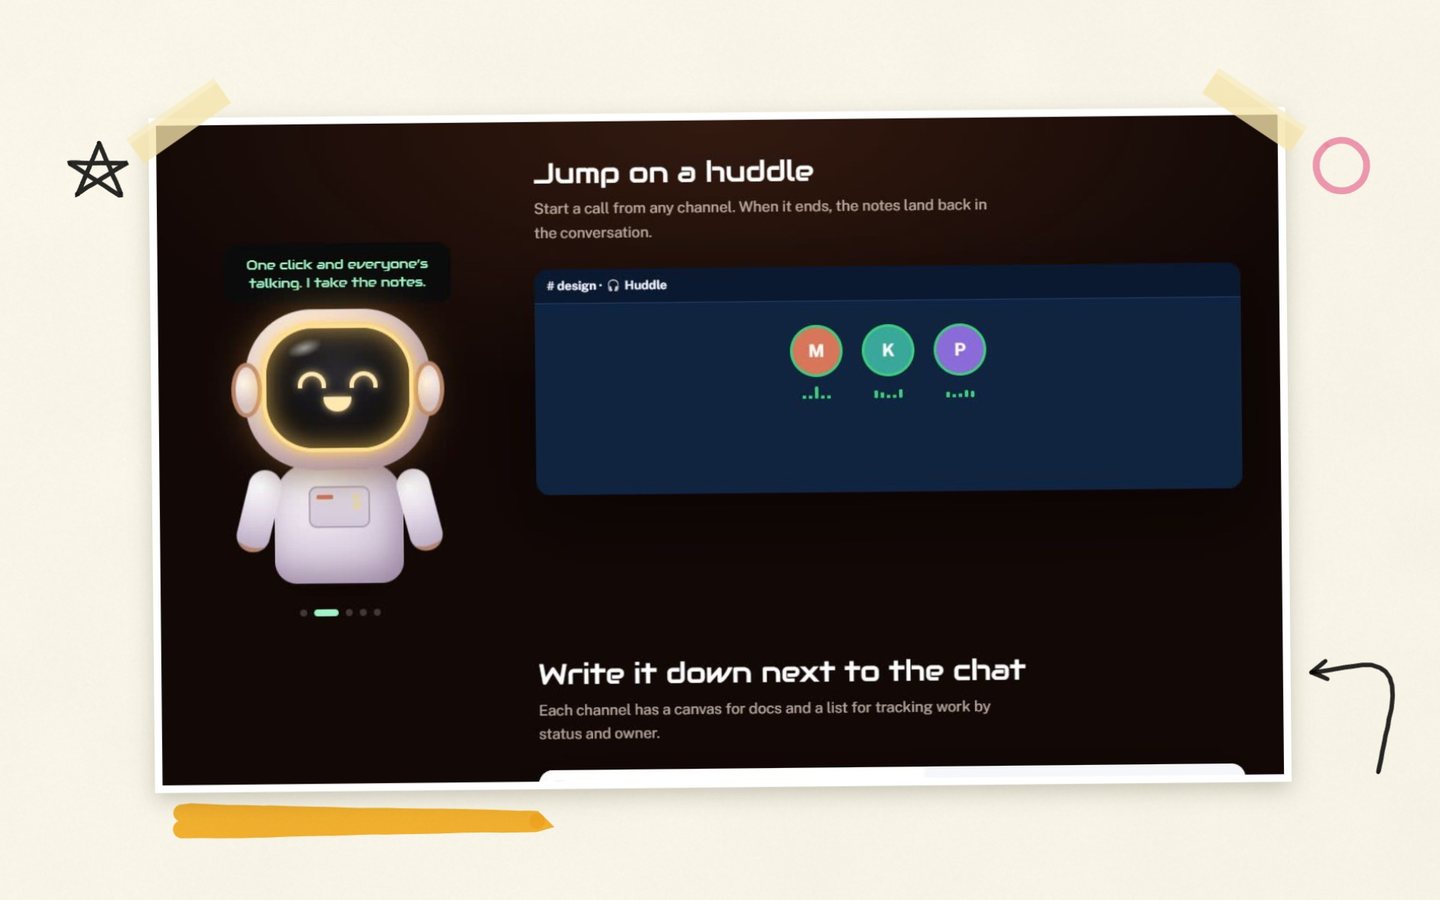 Jump on a huddle
Start a call from any channel. When it ends, the notes land back in
the conversation.
One click and everyone's
talking. I take the notes.
# design · 🎧 Huddle
M K P
Write it down next to the chat
Each channel has a canvas for docs and a list for tracking work by
status and owner.